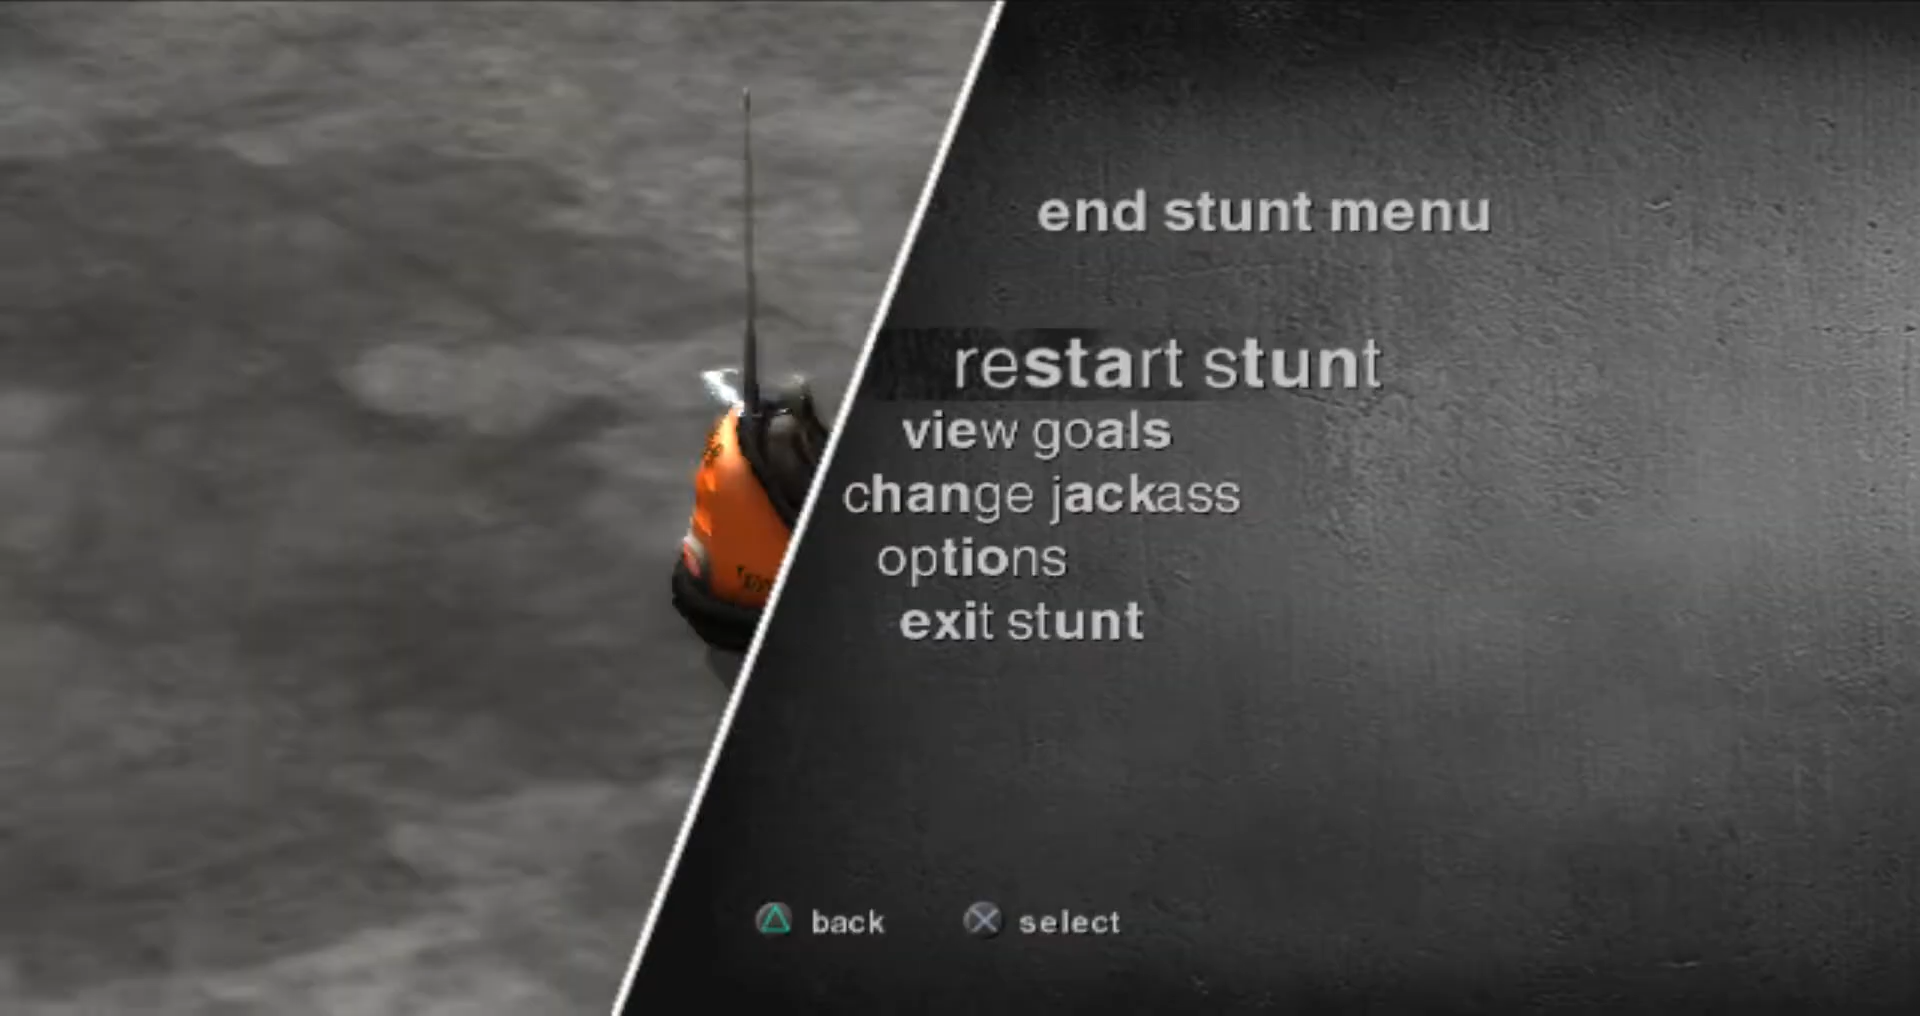 end stunt menu
restart stunt
view goals
change jackass
options
exit stunt
back select